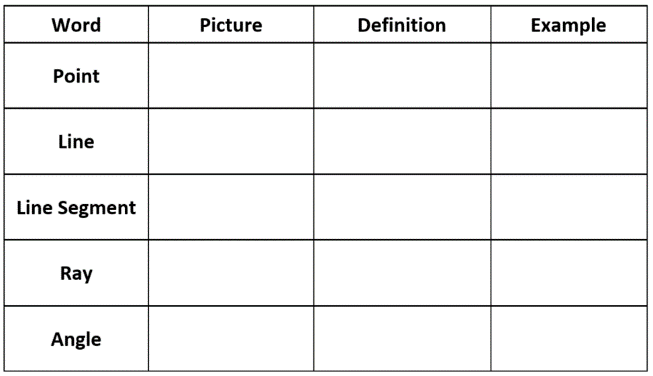 Word Picture Definition Example
Point
Line
Line Segment
Ray
Angle